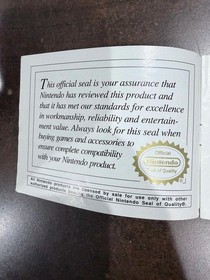 This official seal is your assurance that
Nintendo has reviewed this product and
that it has met our standards for excellence
in workmanship, reliability and entertain-
ment value. Always look for this seal when
buying games and accessories to
ensure complete compatibility
with your Nintendo product.
Official
Nintendo
Seal of Quality
All Nintendo products are licensed by sale for use only with other
authorized products bearing the Official Nintendo Seal of Quality®.